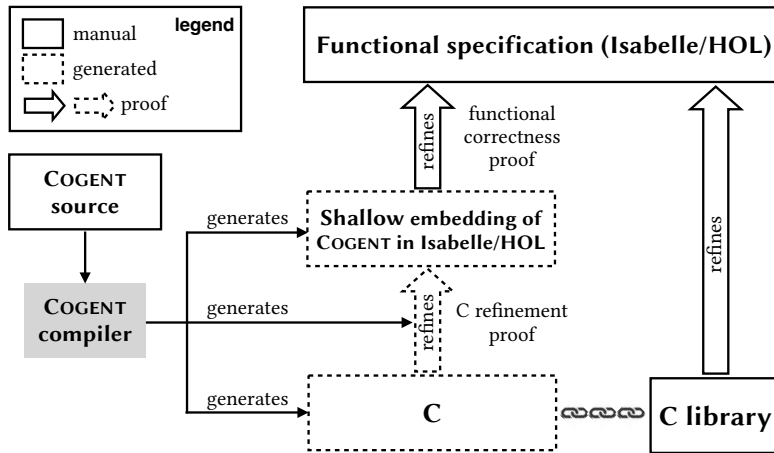 legend
manual
generated
proof
Functional specification (Isabelle/HOL)
refines
functional
correctness
proof
refines
COGENT
source
generates
Shallow embedding of
COGENT in Isabelle/HOL
COGENT
compiler
generates
refines
C refinement
proof
generates
C
C library